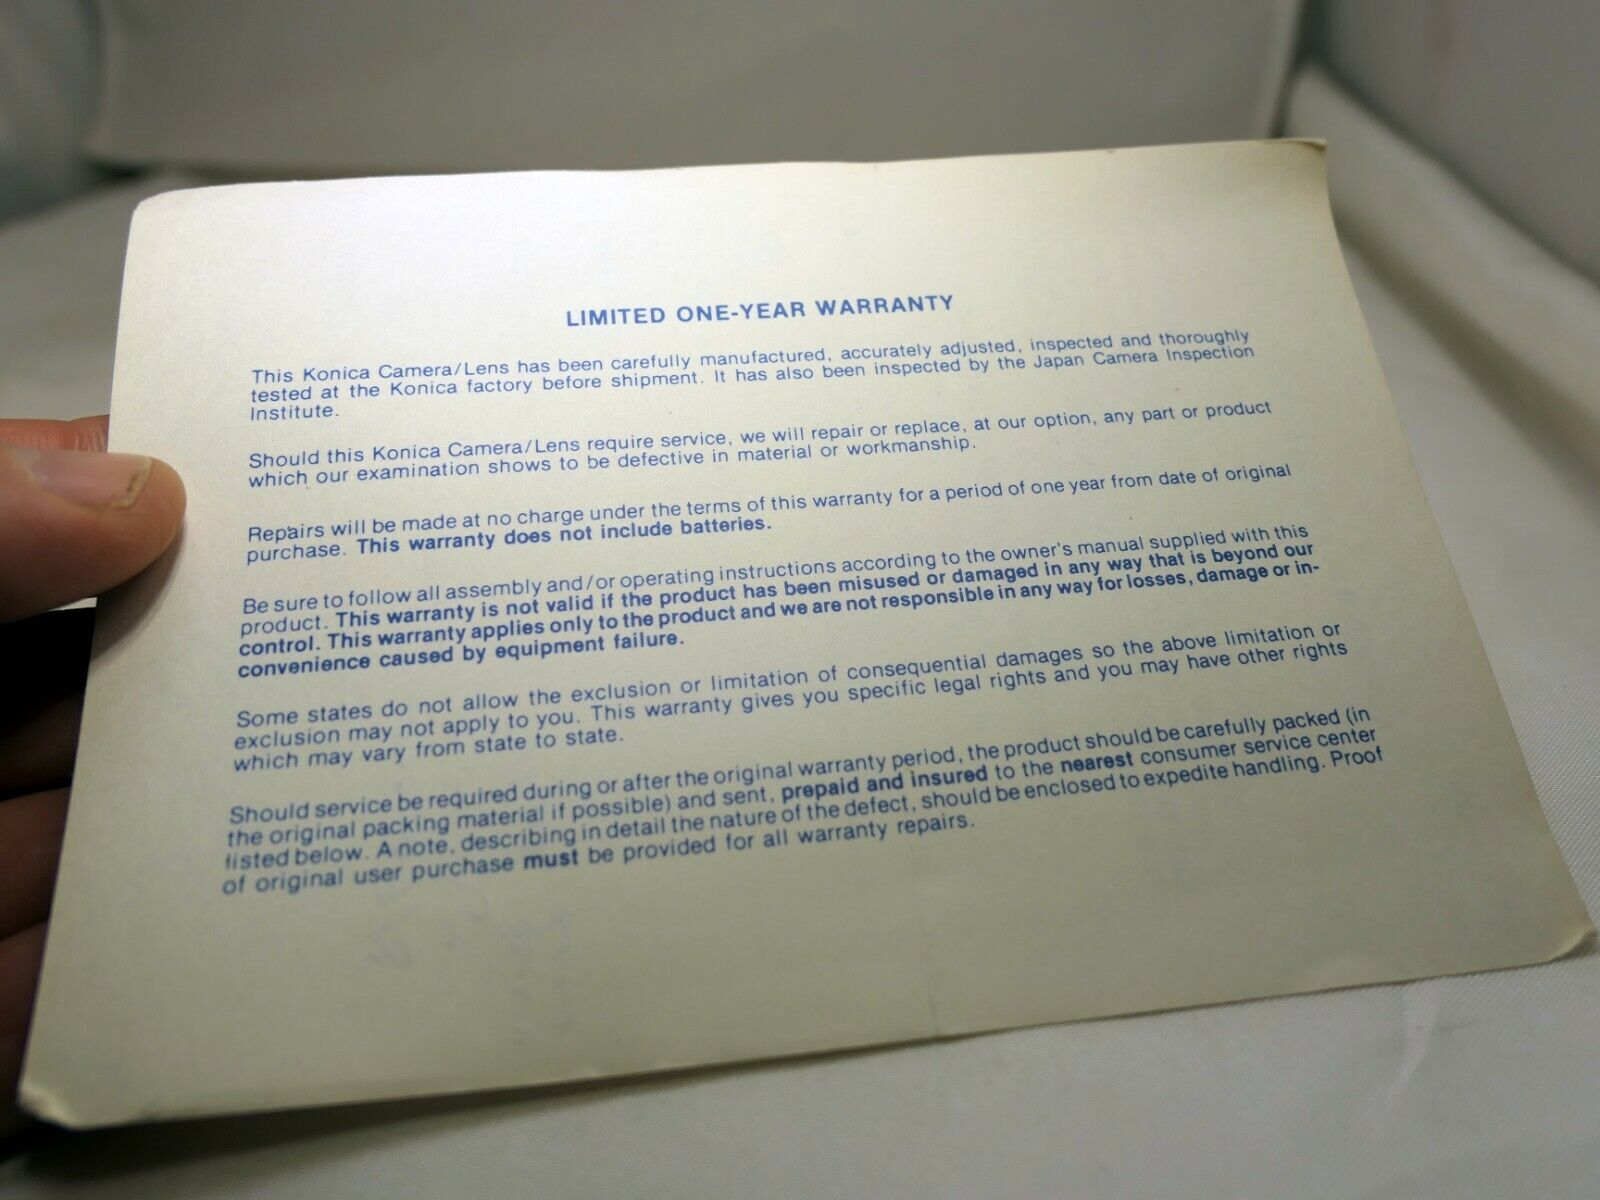 LIMITED ONE-YEAR WARRANTY
This Konica Camera/Lens has been carefully manufactured, accurately adjusted, inspected and thoroughly
tested at the Konica factory before shipment. It has also been inspected by the Japan Camera Inspection
Institute.
Should this Konica Camera/Lens require service, we will repair or replace, at our option, any part or product
which our examination shows to be defective in material or workmanship.
Repairs will be made at no charge under the terms of this warranty for a period of one year from date of original
purchase. This warranty does not include batteries.
Be sure to follow all assembly and/or operating instructions according to the owner's manual supplied with this
product. This warranty is not valid if the product has been misused or damaged in any way that is beyond our
control. This warranty applies only to the product and we are not responsible in any way for losses, damage or in-
convenience caused by equipment failure.
Some states do not allow the exclusion or limitation of consequential damages so the above limitation or
exclusion may not apply to you. This warranty gives you specific legal rights and you may have other rights
which may vary from state to state.
Should service be required during or after the original warranty period, the product should be carefully packed (in
the original packing material if possible) and sent, prepaid and insured to the nearest consumer service center
listed below. A note, describing in detail the nature of the defect, should be enclosed to expedite handling. Proof
of original user purchase must be provided for all warranty repairs.